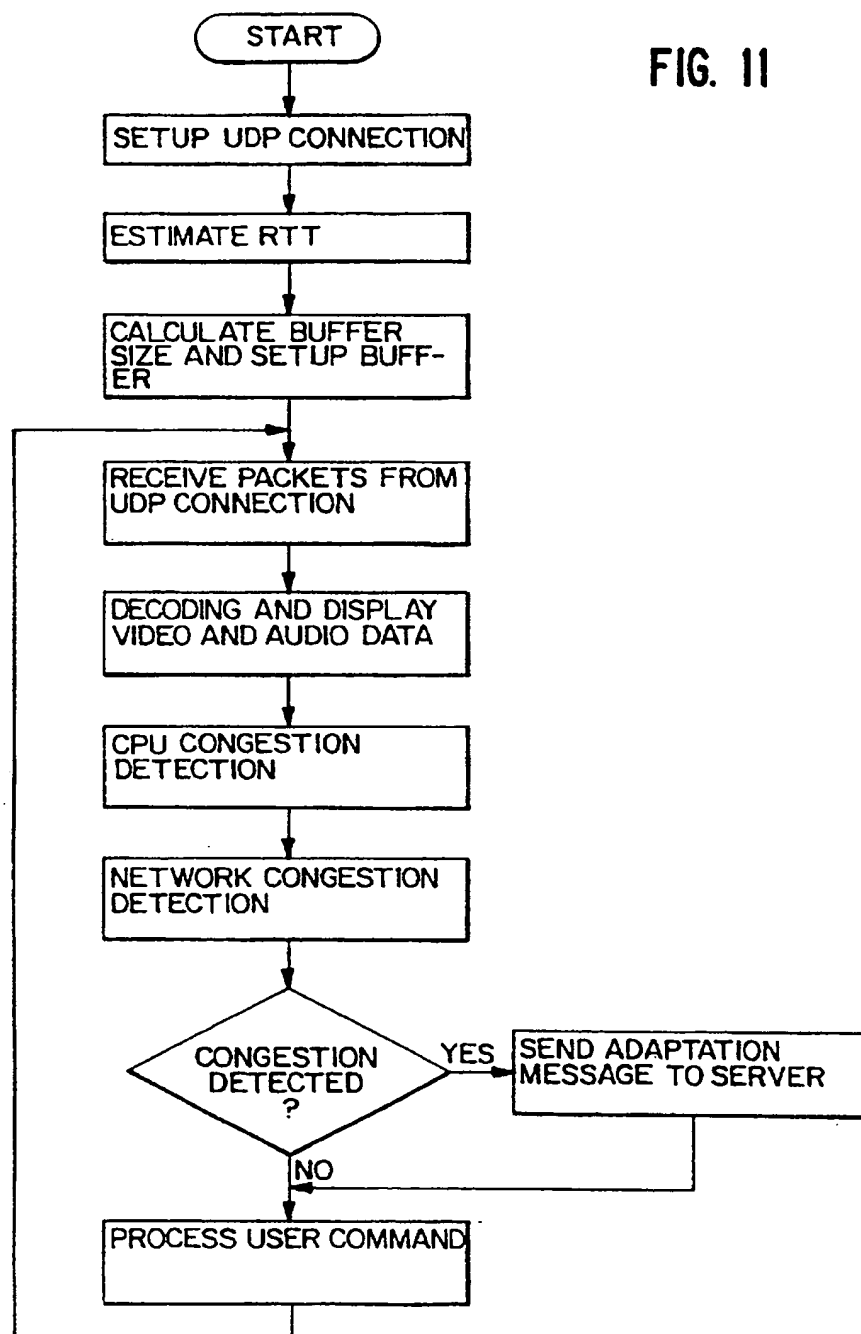 START
FIG. 11
SETUP UDP CONNECTION
ESTIMATE RTT
CALCULATE BUFFER
SIZE AND SETUP BUFF-
ER
RECEIVE PACKETS FROM
UDP CONNECTION
DECODING AND DISPLAY
VIDEO AND AUDIO DATA
CPU CONGESTION
DETECTION
NETWORK CONGESTION
DETECTION
CONGESTION
DETECTED
?
YES
SEND ADAPTATION
MESSAGE TO SERVER
NO
PROCESS USER COMMAND